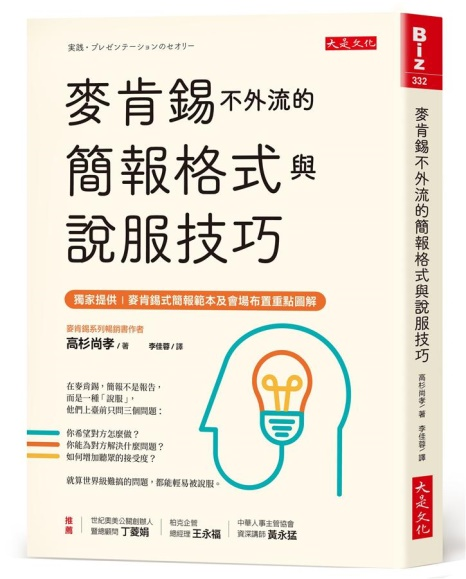 実践・プレゼンテーションのセオリー
大是文化
麥肯錫不外流的
簡報格式與
說服技巧
獨家提供｜麥肯錫式簡報範本及會場布置重點圖解
麥肯錫系列暢銷書作者
高杉尚孝／著 李佳蓉／譯
在麥肯錫，簡報不是報告，
而是一種「說服」，
他們上臺前只問三個問題：
你希望對方怎麼做？
你能為對方解決什麼問題？
如何增加聽眾的接受度？
就算世界級難搞的問題，都能輕易被說服。
推薦
世紀奧美公關創辦人
暨總顧問 丁菱娟
柏克企管
總經理 王永福
中華人事主管協會
資深講師 黃永猛
Biz
332
麥肯錫不外流的簡報格式與說服技巧
高杉尚孝／著 李佳蓉／譯
大是文化